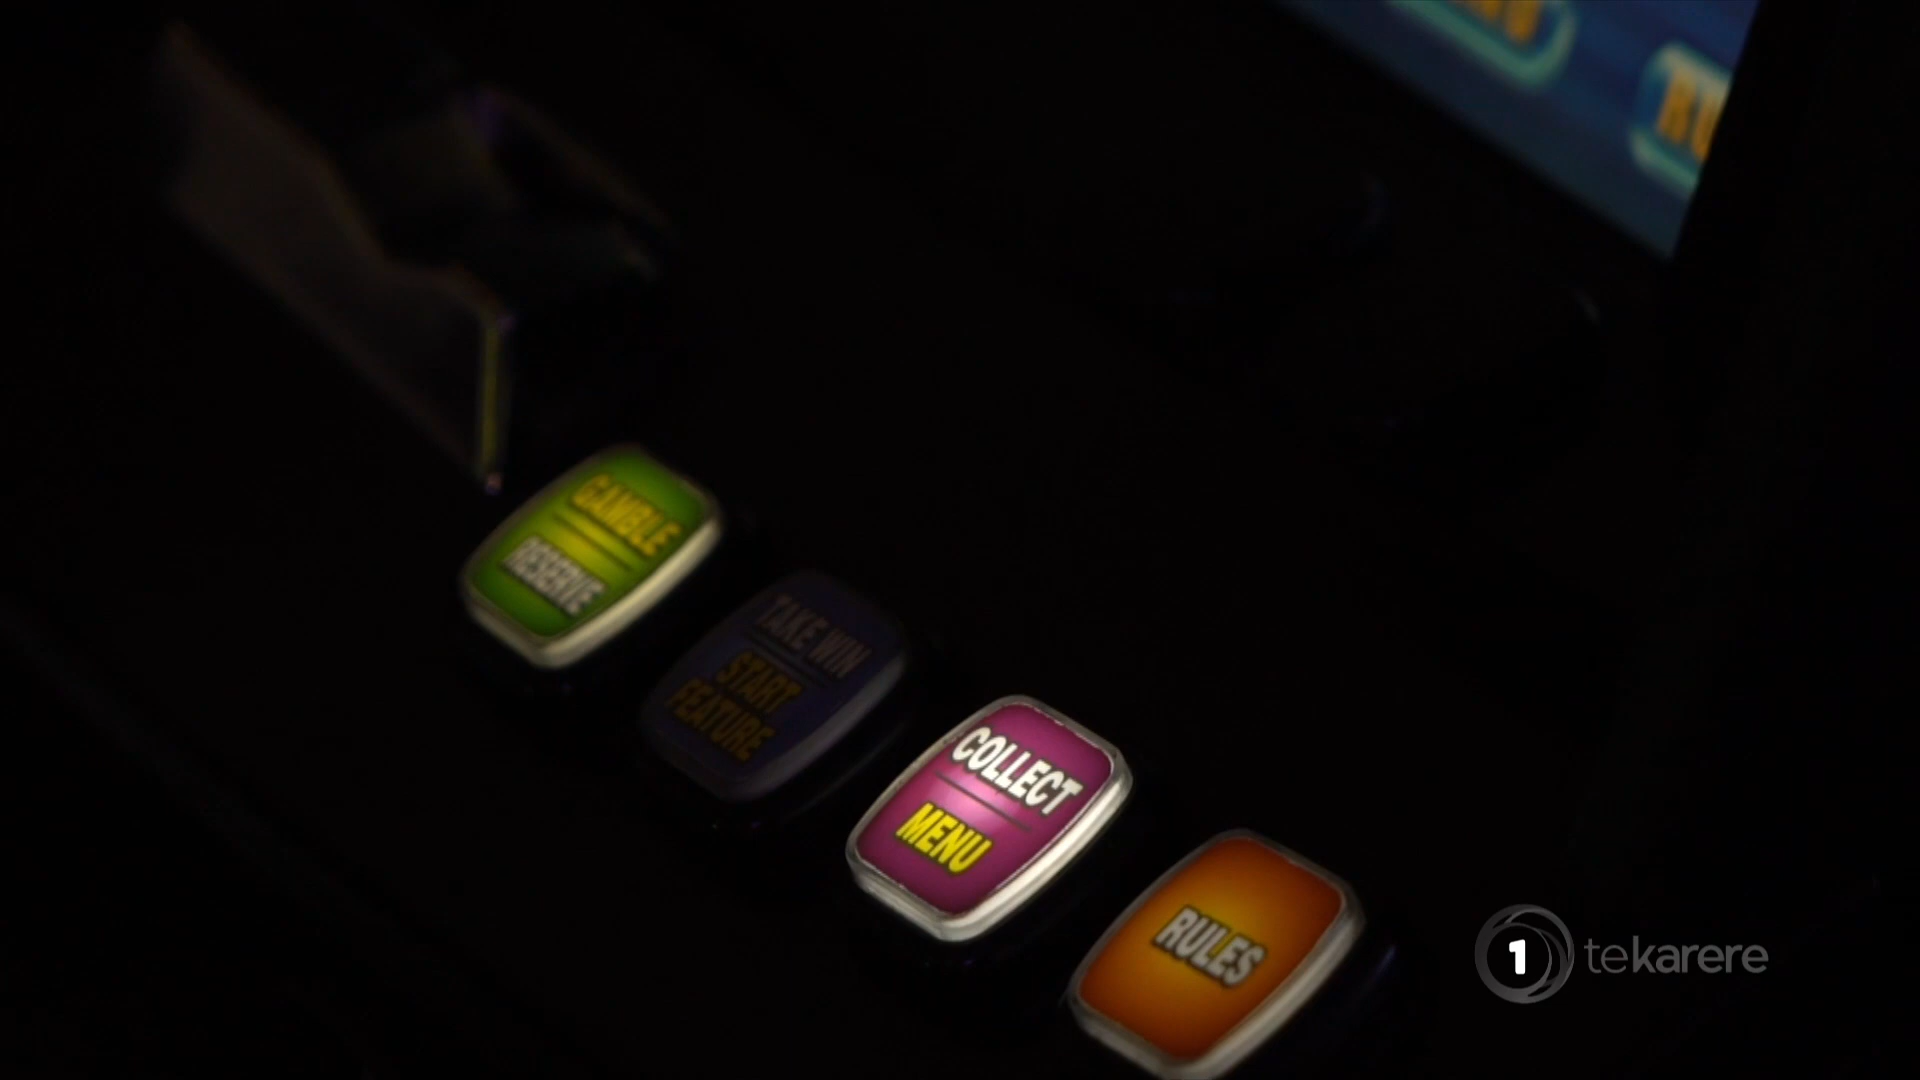 GAMBLE
RESERVE
TAKE WIN
START
FEATURE
COLLECT
MENU
RULES
1 tekarere